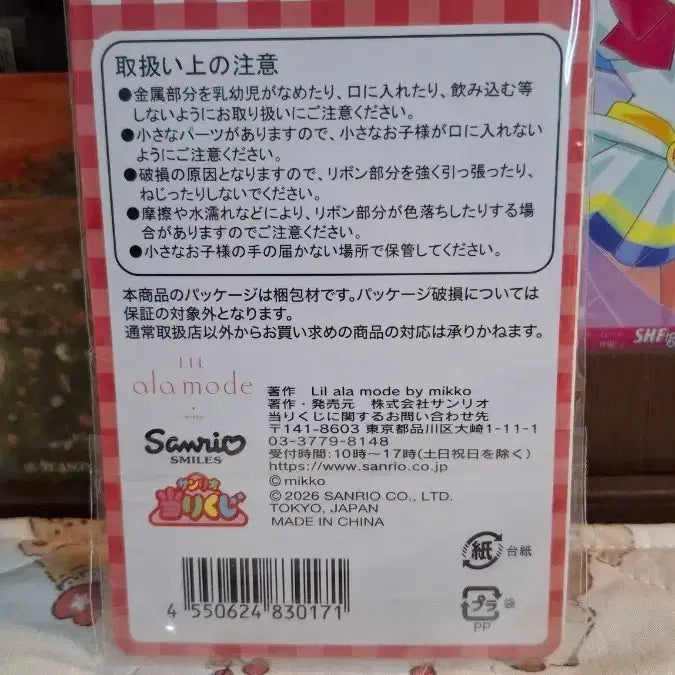 取扱い上の注意
●金属部分を乳幼児がなめたり、口に入れたり、飲み込む等
しないようにお取り扱いにご注意ください。
●小さなパーツがありますので、小さなお子様が口に入れない
ようにご注意ください。
●破損の原因となりますので、リボン部分を強く引っ張ったり、
ねじったりしないでください。
●摩擦や水濡れなどにより、リボン部分が色落ちしたりする場
合がありますのでご注意ください。
●小さなお子様の手の届かない場所で保管してください。
本商品のパッケージは梱包材です。パッケージ破損については
保証の対象外となります。
通常取扱店以外からお買い求めの商品の対応は承りかねます。
LIL
ala mode
mikko
Sanrio
SMILES
サンリオ
当りくじ
著作 Lil ala mode by mikko
著作・発売元 株式会社サンリオ
当りくじに関するお問い合わせ先
〒141-8603 東京都品川区大崎1-11-1
03-3779-8148
受付時間:10時～17時(土日祝日を除く)
https://www.sanrio.co.jp
© mikko
© 2026 SANRIO CO., LTD.
TOKYO, JAPAN
MADE IN CHINA
紙 台紙
プラ 袋
PP
4 550624 830171
SHF
SEASON